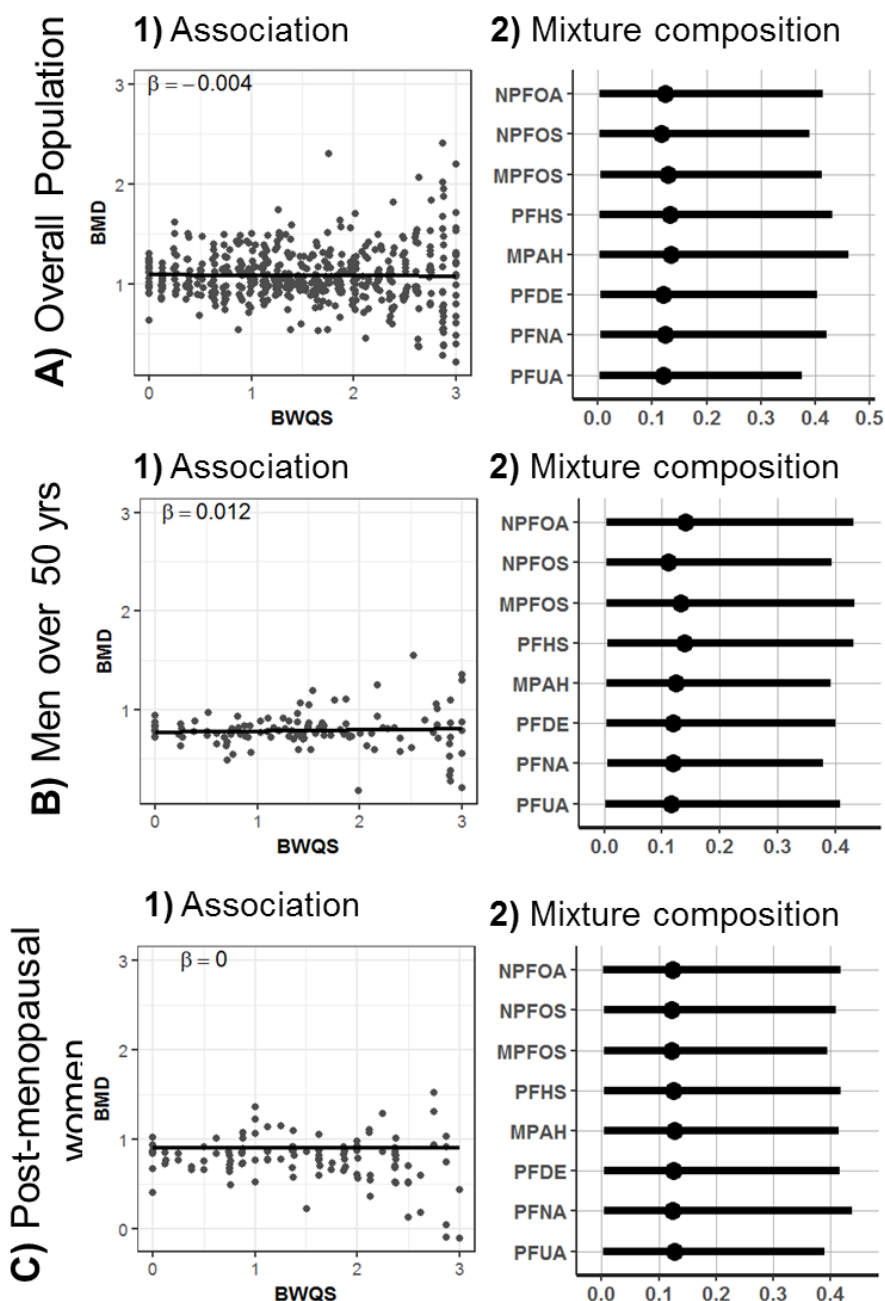 A) Overall Population
1) Association
β = −0.004
3
2
1
BMD
0 1 2 3
BWQS
2) Mixture composition
NPFOA
NPFOS
MPFOS
PFHS
MPAH
PFDE
PFNA
PFUA
0.0 0.1 0.2 0.3 0.4 0.5
B) Men over 50 yrs
1) Association
β = 0.012
3
2
1
BMD
0 1 2 3
BWQS
2) Mixture composition
NPFOA
NPFOS
MPFOS
PFHS
MPAH
PFDE
PFNA
PFUA
0.0 0.1 0.2 0.3 0.4
C) Post-menopausal
women
1) Association
β = 0
3
2
1
0
BMD
0 1 2 3
BWQS
2) Mixture composition
NPFOA
NPFOS
MPFOS
PFHS
MPAH
PFDE
PFNA
PFUA
0.0 0.1 0.2 0.3 0.4